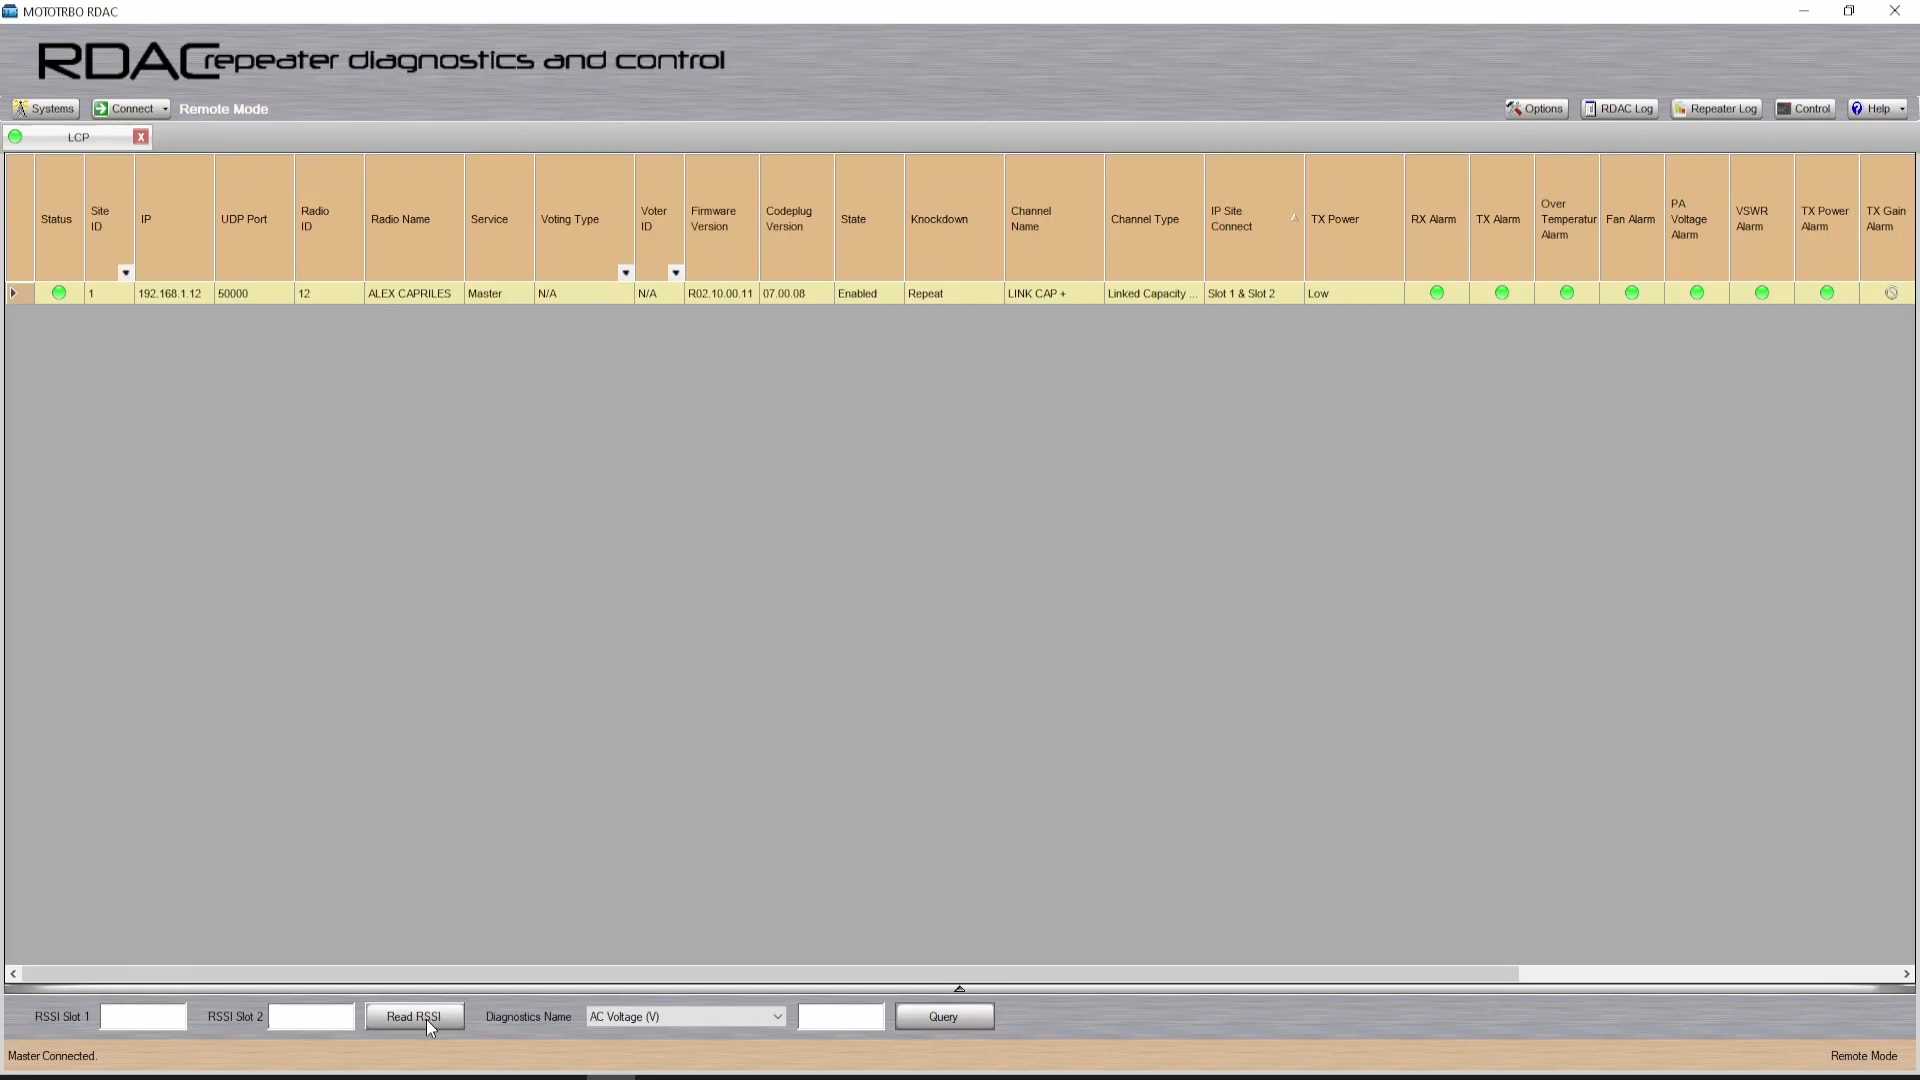 MOTOTRBO RDAC
RDAC repeater diagnostics and control
Systems Connect Remote Mode Options RDAC Log Repeater Log Control Help
LCP X
Status Site ID IP UDP Port Radio ID Radio Name Service Voting Type Voter ID Firmware Version Codeplug Version State Knockdown Channel Name Channel Type IP Site Connect TX Power RX Alarm TX Alarm Over Temperatur Alarm Fan Alarm PA Voltage Alarm VSWR Alarm TX Power Alarm TX Gain Alarm
1 192.168.1.12 50000 12 ALEX CAPRILES Master N/A N/A R02.10.00.11 07.00.08 Enabled Repeat LINK CAP + Linked Capacity ... Slot 1 & Slot 2 Low
RSSI Slot 1 RSSI Slot 2 Read RSSI Diagnostics Name AC Voltage (V) Query
Master Connected. Remote Mode